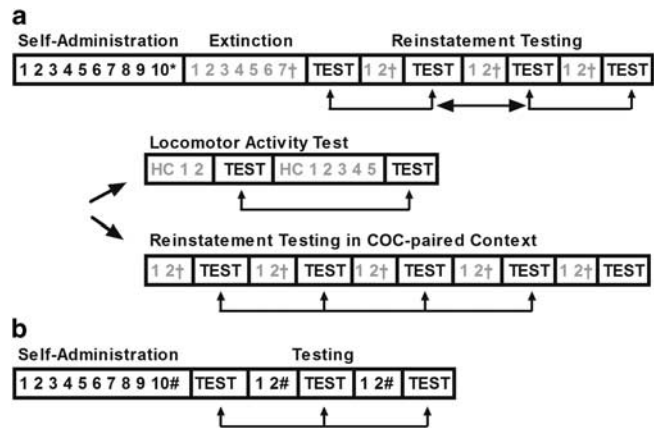 a
Self-Administration Extinction Reinstatement Testing
1 2 3 4 5 6 7 8 9 10* 1 2 3 4 5 6 7† TEST 1 2† TEST 1 2† TEST 1 2† TEST
Locomotor Activity Test
HC 1 2 TEST HC 1 2 3 4 5 TEST
Reinstatement Testing in COC-paired Context
1 2† TEST 1 2† TEST 1 2† TEST 1 2† TEST 1 2† TEST
b
Self-Administration Testing
1 2 3 4 5 6 7 8 9 10# TEST 1 2# TEST 1 2# TEST